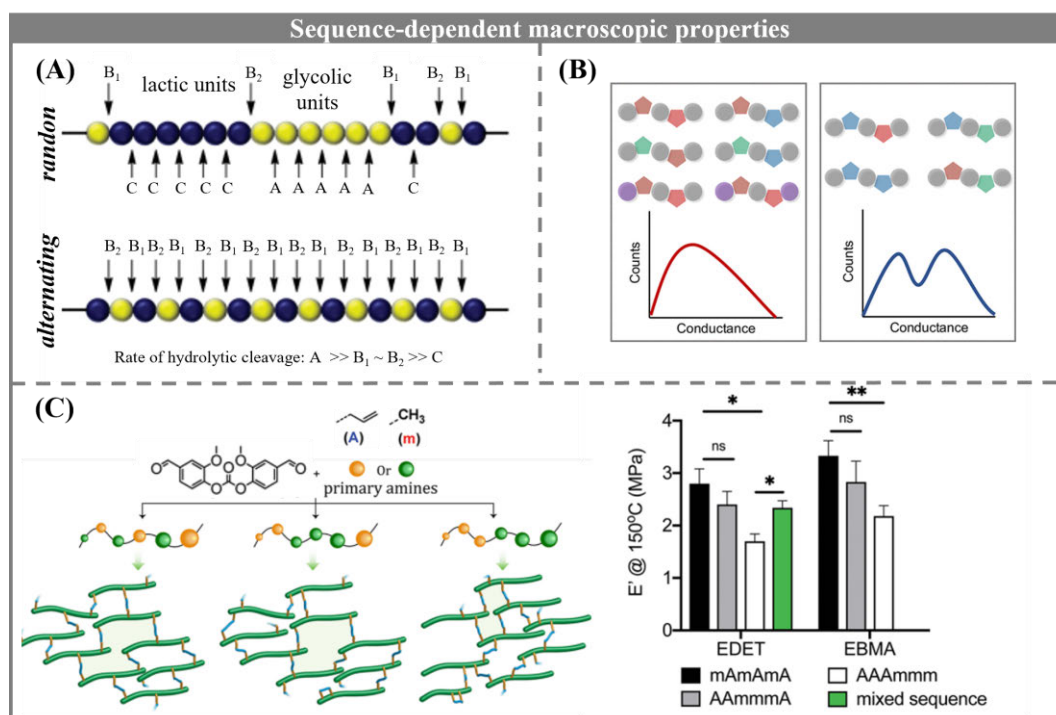 Sequence-dependent macroscopic properties
(A)
B₁ lactic units B₂ glycolic units B₁ B₂ B₁
randon
C C C C C A A A A A C
alternating
B₂ B₁ B₂ B₁ B₂ B₁ B₂ B₁ B₂ B₁ B₂ B₁ B₂ B₁ B₂ B₁
Rate of hydrolytic cleavage: A >> B₁ ~ B₂ >> C
(B)
Counts
Conductance
Counts
Conductance
(C)
CH₃
(A) (m)
O O O O O O O
+ Or
primary amines
E' @ 150ºC (MPa)
4
3
2
1
0
* **
ns ns
*
EDET EBMA
mAmAmA AAAmmm
AAmmmA mixed sequence